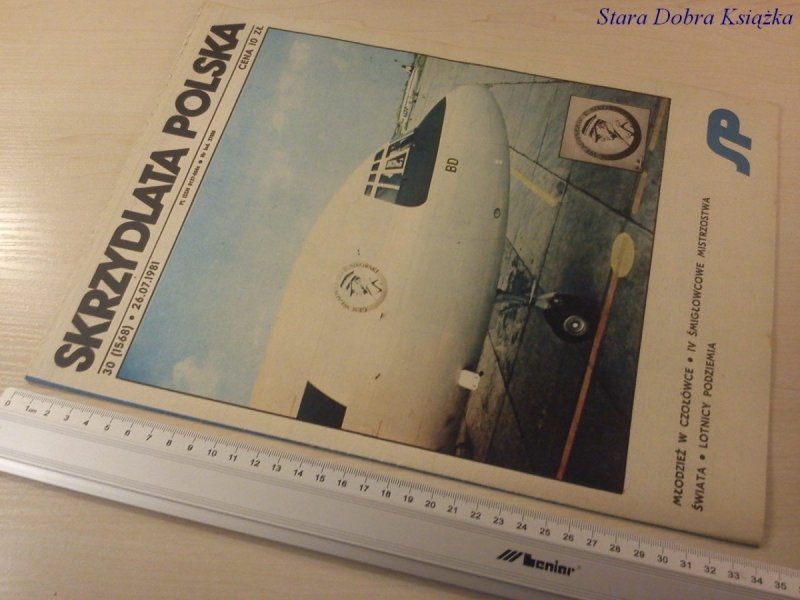 Stara Dobra Książka
SKRZYDLATA POLSKA
CENA 10 ZŁ
30 (1568) • 26.07.1981
BD
SP
MŁODZIEŻ W CZOŁÓWCE • IV ŚMIGŁOWCOWE MISTRZOSTWA
ŚWIATA • LOTNICY PODZIEMIA
0 1cm 2 3 4 5 6 7 8 9 10 11 12 13 14 15 16 17 18 19 20 21 22 23 24 25 26 27 28 29 30 31 32 33 34 35
Leniar